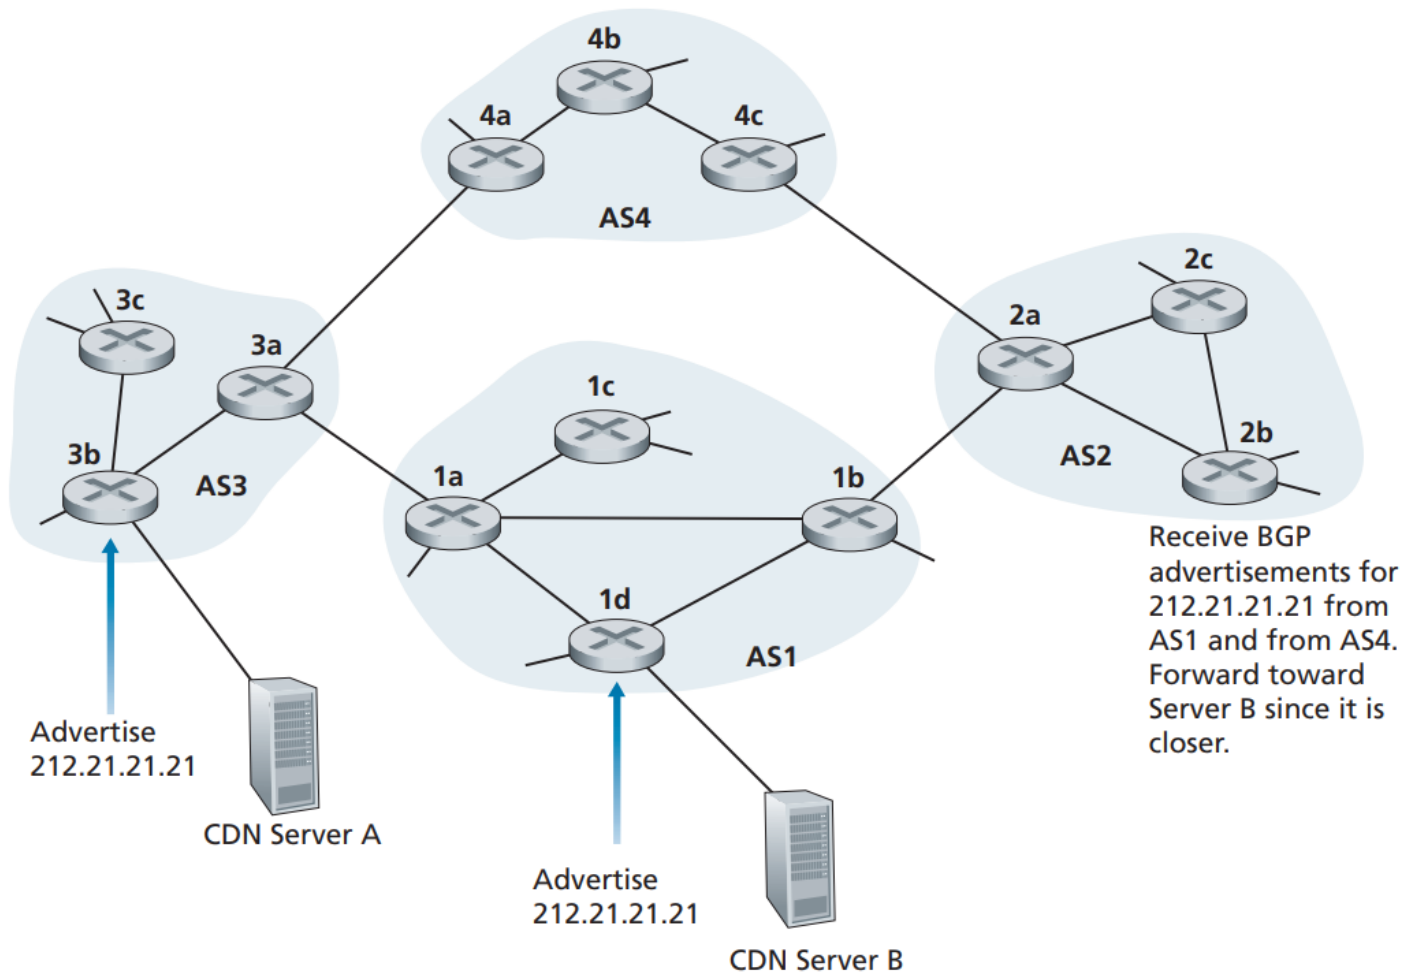 4b
4a
4c
AS4
2c
3c
2a
3a
1c
2b
3b
AS2
1a
1b
AS3
Receive BGP
advertisements for
212.21.21.21 from
AS1 and from AS4.
Forward toward
Server B since it is
closer.
1d
AS1
Advertise
212.21.21.21
CDN Server A
Advertise
212.21.21.21
CDN Server B